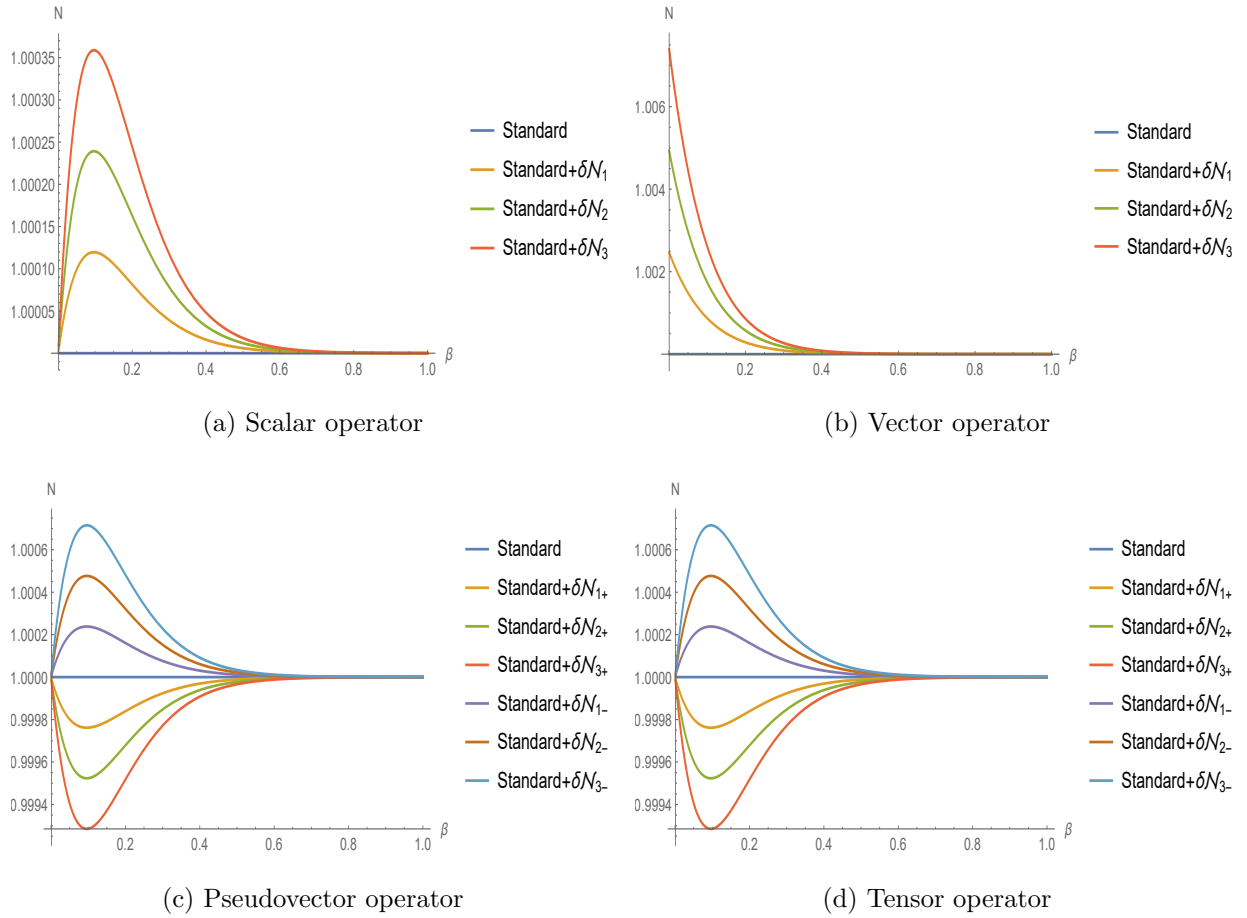 N
1.00035
1.00030
1.00025
1.00020
1.00015
1.00010
1.00005
0.2 0.4 0.6 0.8 1.0
β
Standard
Standard+δN₁
Standard+δN₂
Standard+δN₃
(a) Scalar operator
N
1.006
1.004
1.002
0.2 0.4 0.6 0.8 1.0
β
Standard
Standard+δN₁
Standard+δN₂
Standard+δN₃
(b) Vector operator
N
1.0006
1.0004
1.0002
1.0000
0.9998
0.9996
0.9994
0.2 0.4 0.6 0.8 1.0
β
Standard
Standard+δN₁₊
Standard+δN₂₊
Standard+δN₃₊
Standard+δN₁₋
Standard+δN₂₋
Standard+δN₃₋
(c) Pseudovector operator
N
1.0006
1.0004
1.0002
1.0000
0.9998
0.9996
0.9994
0.2 0.4 0.6 0.8 1.0
β
Standard
Standard+δN₁₊
Standard+δN₂₊
Standard+δN₃₊
Standard+δN₁₋
Standard+δN₂₋
Standard+δN₃₋
(d) Tensor operator